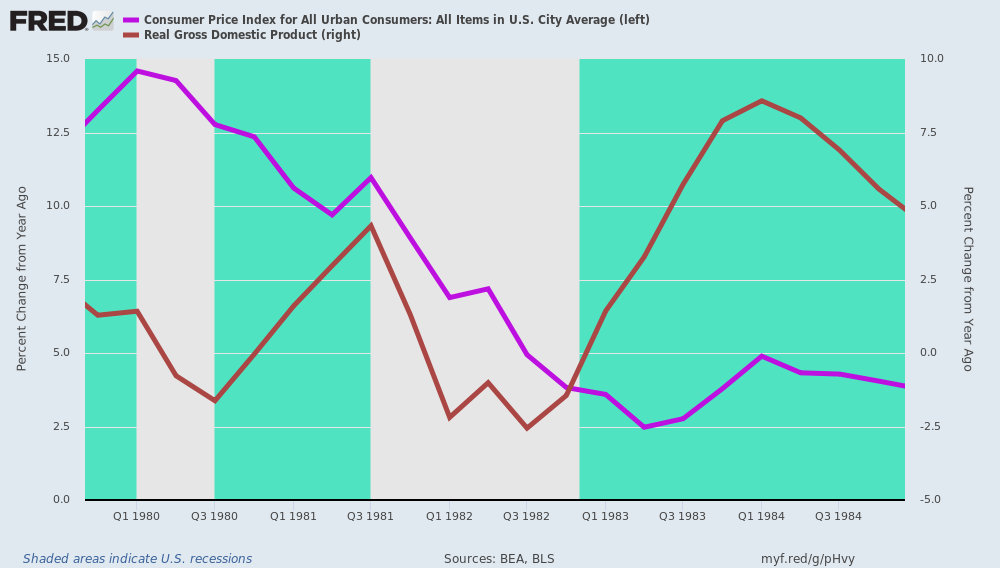 FRED
Consumer Price Index for All Urban Consumers: All Items in U.S. City Average (left)
Real Gross Domestic Product (right)
15.0
12.5
10.0
7.5
5.0
2.5
0.0
Percent Change from Year Ago
10.0
7.5
5.0
2.5
0.0
-2.5
-5.0
Percent Change from Year Ago
Q1 1980 Q3 1980 Q1 1981 Q3 1981 Q1 1982 Q3 1982 Q1 1983 Q3 1983 Q1 1984 Q3 1984
Shaded areas indicate U.S. recessions Sources: BEA, BLS myf.red/g/pHvy